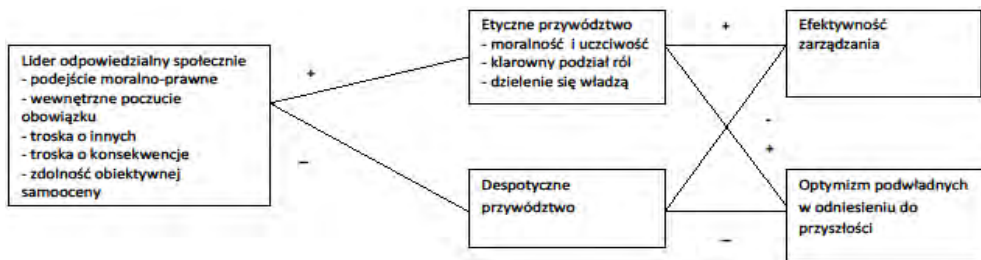 Lider odpowiedzialny społecznie
- podejście moralno-prawne
- wewnętrzne poczucie
obowiązku
- troska o innych
- troska o konsekwencje
- zdolność obiektywnej
samooceny
+
–
Etyczne przywództwo
- moralność i uczciwość
- klarowny podział ról
- dzielenie się władzą
Despotyczne
przywództwo
+
-
+
–
Efektywność
zarządzania
Optymizm podwładnych
w odniesieniu do
przyszłości